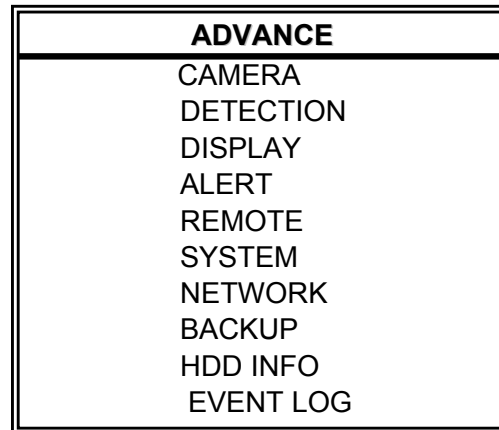 ADVANCE
CAMERA
DETECTION
DISPLAY
ALERT
REMOTE
SYSTEM
NETWORK
BACKUP
HDD INFO
EVENT LOG